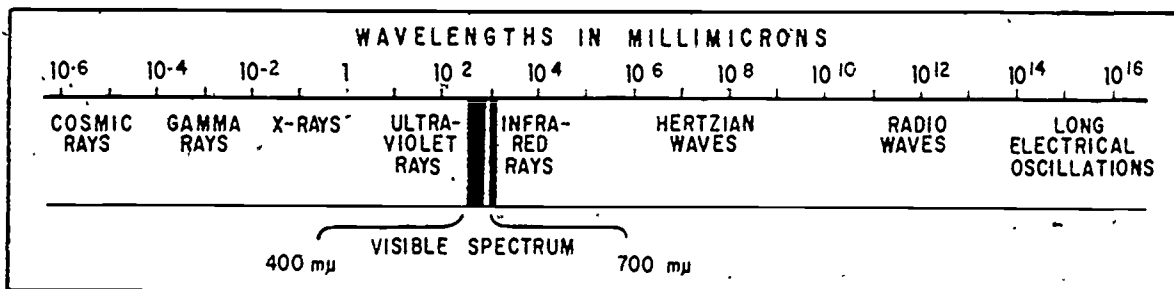 WAVELENGTHS IN MILLIMICRONS
10-6 10-4 10-2 1 10 2 10 4 10 6 10 8 10 10 10 12 10 14 10 16
COSMIC RAYS
GAMMA RAYS
X-RAYS
ULTRA-
VIOLET
RAYS
INFRA-
RED
RAYS
HERTZIAN
WAVES
RADIO
WAVES
LONG
ELECTRICAL
OSCILLATIONS
VISIBLE SPECTRUM
400 mμ
700 mμ